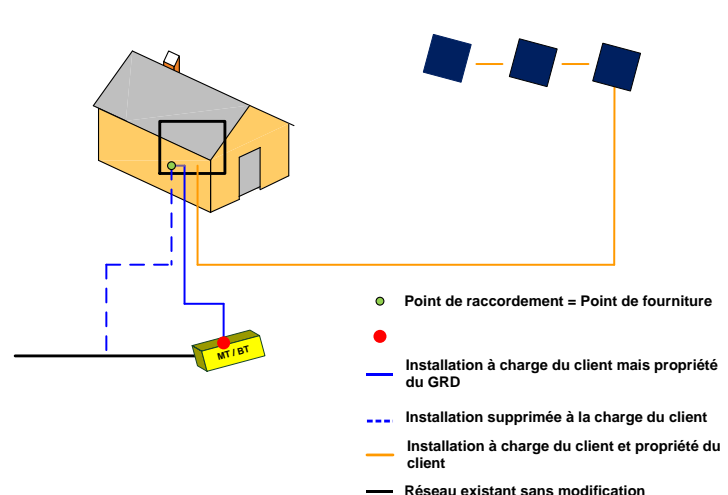 MT / BT
Point de raccordement = Point de fourniture
Installation à charge du client mais propriété
du GRD
Installation supprimée à la charge du client
Installation à charge du client et propriété du
client
Réseau existant sans modification